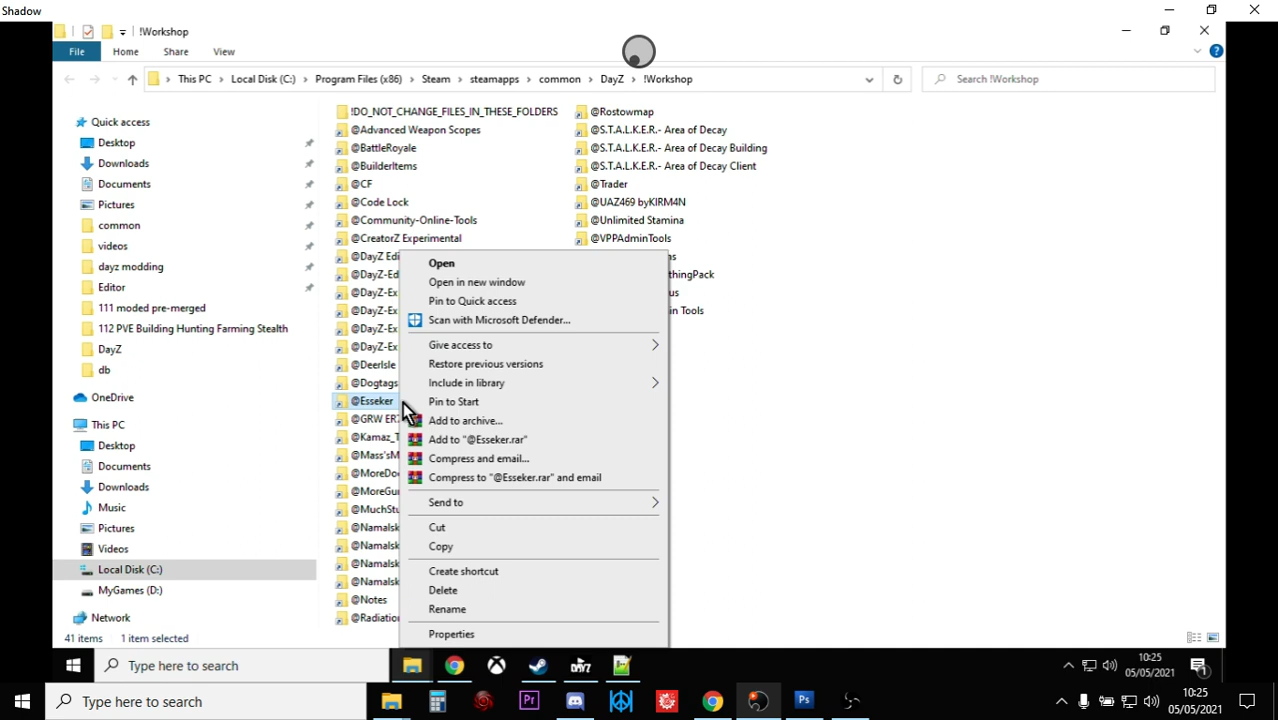 Shadow
!Workshop
File
Home
Share
View
This PC
Local Disk (C:)
Program Files (x86)
Steam
steamapps
common
DayZ
!Workshop
Search !Workshop
Quick access
Desktop
Downloads
Documents
Pictures
common
videos
dayz modding
Editor
111 moded pre-merged
112 PVE Building Hunting Farming Stealth
DayZ
db
OneDrive
This PC
Desktop
Documents
Downloads
Music
Pictures
Videos
Local Disk (C:)
MyGames (D:)
Network
!DO_NOT_CHANGE_FILES_IN_THESE_FOLDERS
@Advanced Weapon Scopes
@BattleRoyale
@BuilderItems
@CF
@Code Lock
@Community-Online-Tools
@CreatorZ Experimental
@DayZ Edi
@DayZ-Ed
@DayZ-Ex
@DayZ-Ex
@DayZ-Ex
@DayZ-Ex
@DeerIsle
@Dogtags
@Esseker
@GRW ER7
@Kamaz_T
@Mass'sM
@MoreDo
@MoreGu
@MuchStu
@Namalsk
@Namalsk
@Namalsk
@Namalsk
@Notes
@Radiation
@Rostowmap
@S.T.A.L.K.E.R.- Area of Decay
@S.T.A.L.K.E.R.- Area of Decay Building
@S.T.A.L.K.E.R.- Area of Decay Client
@Trader
@UAZ469 byKIRM4N
@Unlimited Stamina
@VPPAdminTools
ns
thingPack
us
in Tools
Open
Open in new window
Pin to Quick access
Scan with Microsoft Defender...
Give access to
Restore previous versions
Include in library
Pin to Start
Add to archive...
Add to "@Esseker.rar"
Compress and email...
Compress to "@Esseker.rar" and email
Send to
Cut
Copy
Create shortcut
Delete
Rename
Properties
41 items
1 item selected
Type here to search
10:25
05/05/2021
1
Type here to search
Pr
Ps
10:25
05/05/2021